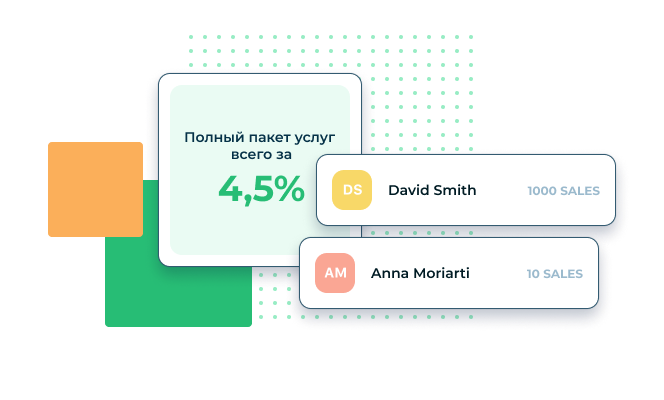 Полный пакет услуг
всего за
4,5%
DS David Smith 1000 SALES
AM Anna Moriarti 10 SALES